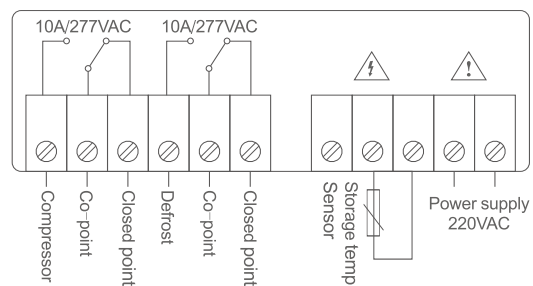 10A/277VAC
10A/277VAC
Compressor
Co-point
Closed point
Defrost
Co-point
Closed point
Storage temp
Sensor
Power supply
220VAC